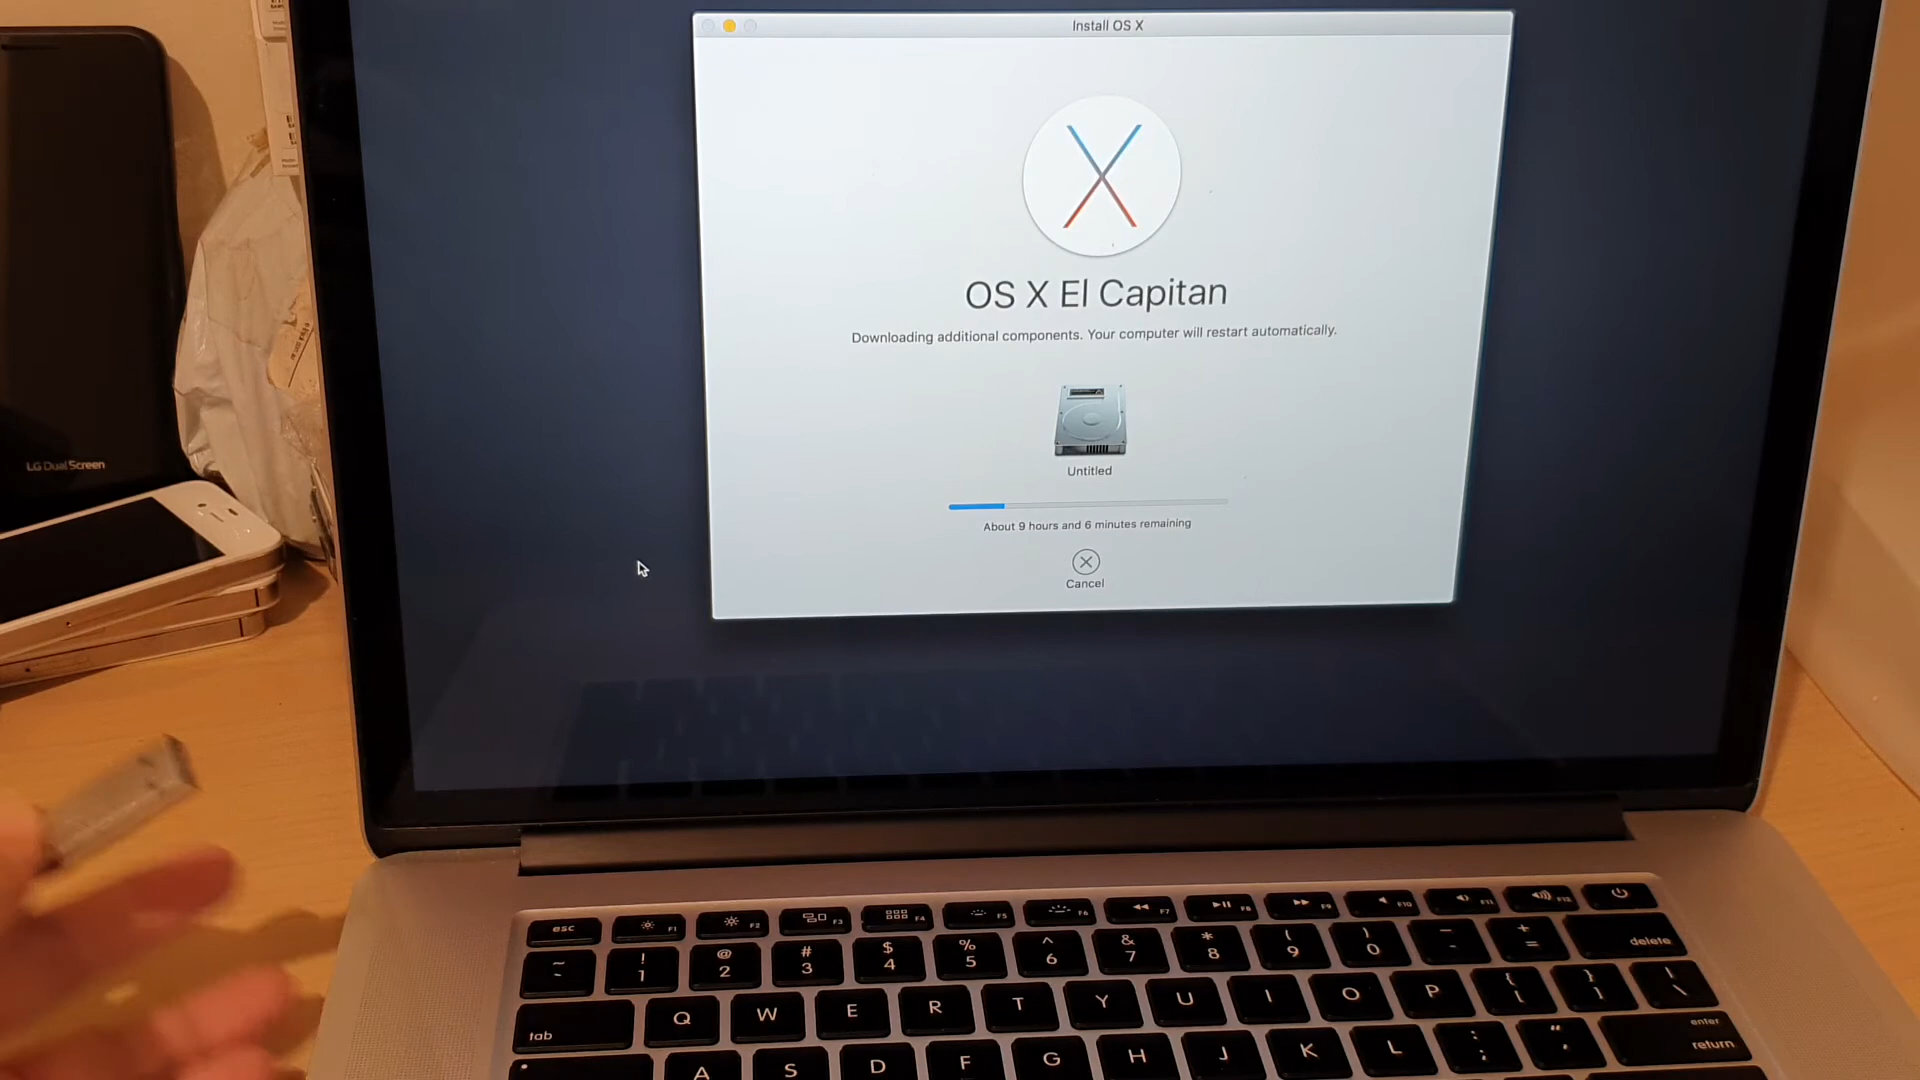 Install OS X
OS X El Capitan
Downloading additional components. Your computer will restart automatically.
Untitled
About 9 hours and 6 minutes remaining
Cancel
LG Dual Screen
esc F1 F2 F3 F4 F5 F6 F7 F8 F9 F10 F11 F12
~ ! @ # $ % ^ & * ( ) _ +
1 2 3 4 5 6 7 8 9 0 - = delete
tab Q W E R T Y U I O P { } |
[ ] \
A S D F G H J K L : " enter
; ' return